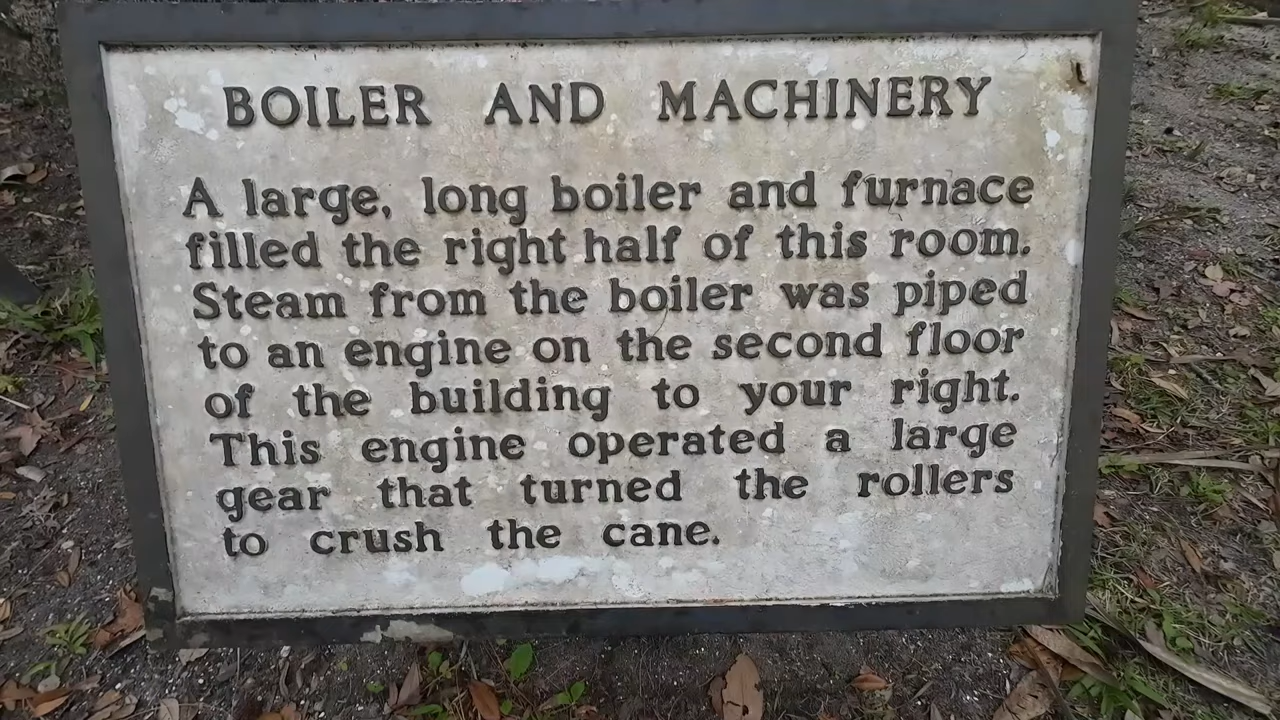 BOILER AND MACHINERY
A large, long boiler and furnace
filled the right half of this room.
Steam from the boiler was piped
to an engine on the second floor
of the building to your right.
This engine operated a large
gear that turned the rollers
to crush the cane.